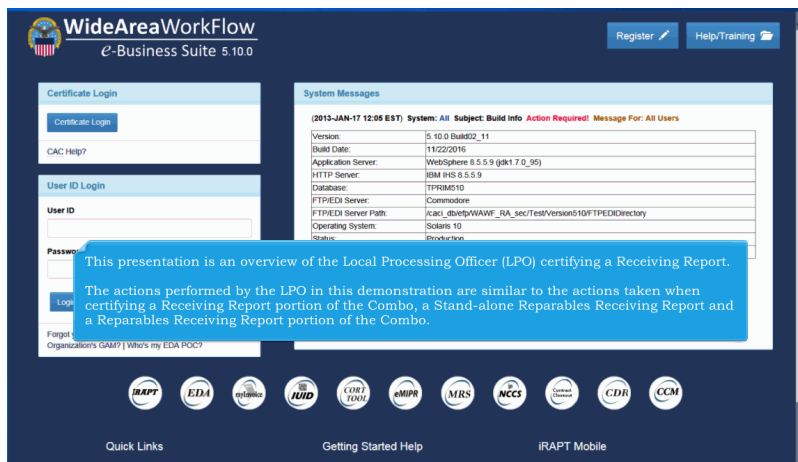 WideAreaWorkFlow
e-Business Suite 5.10.0
Register
Help/Training
Certificate Login
Certificate Login
CAC Help?
User ID Login
User ID
Passwo
Logi
Forgot y
Organization's GAM? | Who's my EDA POC?
System Messages
(2013-JAN-17 12:05 EST) System: All Subject: Build Info Action Required! Message For: All Users
Version: 5.10.0 Build02_11
Build Date: 11/22/2016
Application Server: WebSphere 8.5.5.9 (jdk1.7.0_95)
HTTP Server: IBM IHS 8.5.5.9
Database: TPRIM510
FTP/EDI Server: Commodore
FTP/EDI Server Path: /caci_db/efp/WAWF_RA_sec/Test/Version510/FTPEDIDirectory
Operating System: Solaris 10
Status: Production
This presentation is an overview of the Local Processing Officer (LPO) certifying a Receiving Report.
The actions performed by the LPO in this demonstration are similar to the actions taken when
certifying a Receiving Report portion of the Combo, a Stand-alone Reparables Receiving Report and
a Reparables Receiving Report portion of the Combo.
iRAPT
EDA
myInvoice
IUID
CORT
TOOL
eMIPR
MRS
NCCS
Contract
Closeout
CDR
CCM
Quick Links
Getting Started Help
iRAPT Mobile